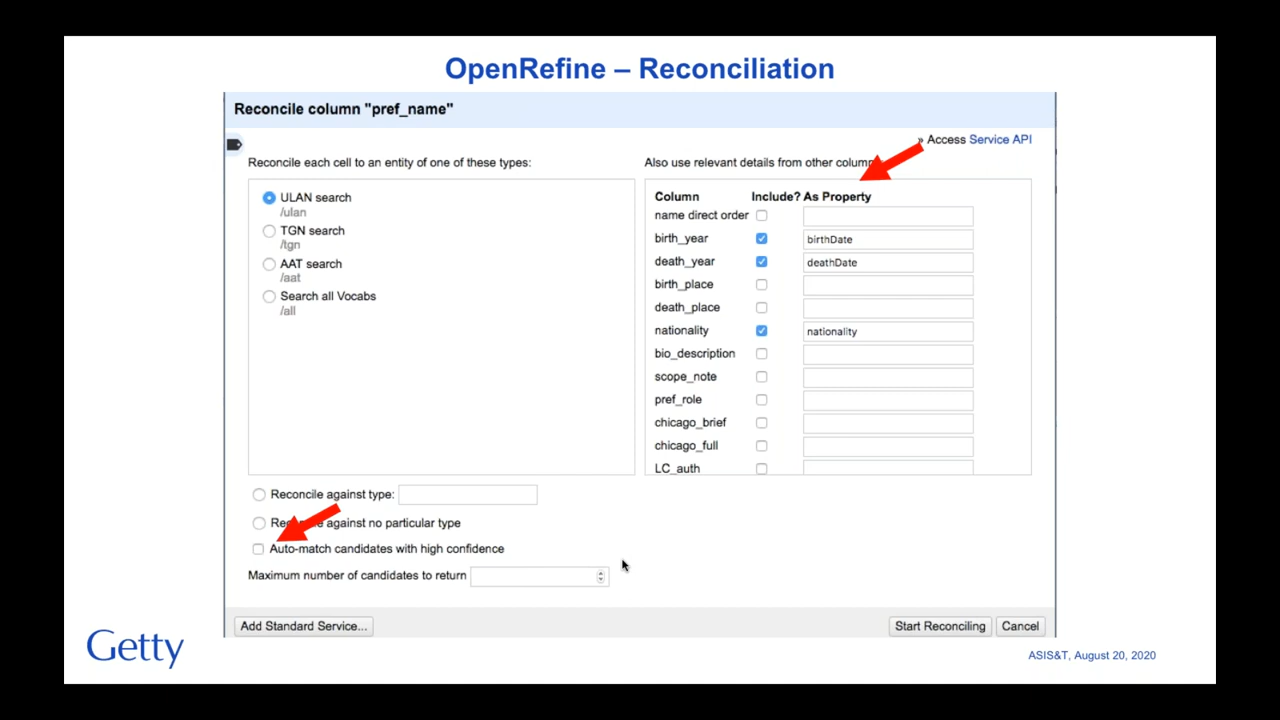 OpenRefine – Reconciliation
Reconcile column "pref_name"
» Access Service API
Reconcile each cell to an entity of one of these types:
ULAN search
/ulan
TGN search
/tgn
AAT search
/aat
Search all Vocabs
/all
Also use relevant details from other colum
Column Include? As Property
name direct order
birth_year birthDate
death_year deathDate
birth_place
death_place
nationality nationality
bio_description
scope_note
pref_role
chicago_brief
chicago_full
LC_auth
Reconcile against type:
against no particular type
Auto-match candidates with high confidence
Maximum number of candidates to return
Add Standard Service...
Start Reconciling
Cancel
Getty
ASIS&T, August 20, 2020